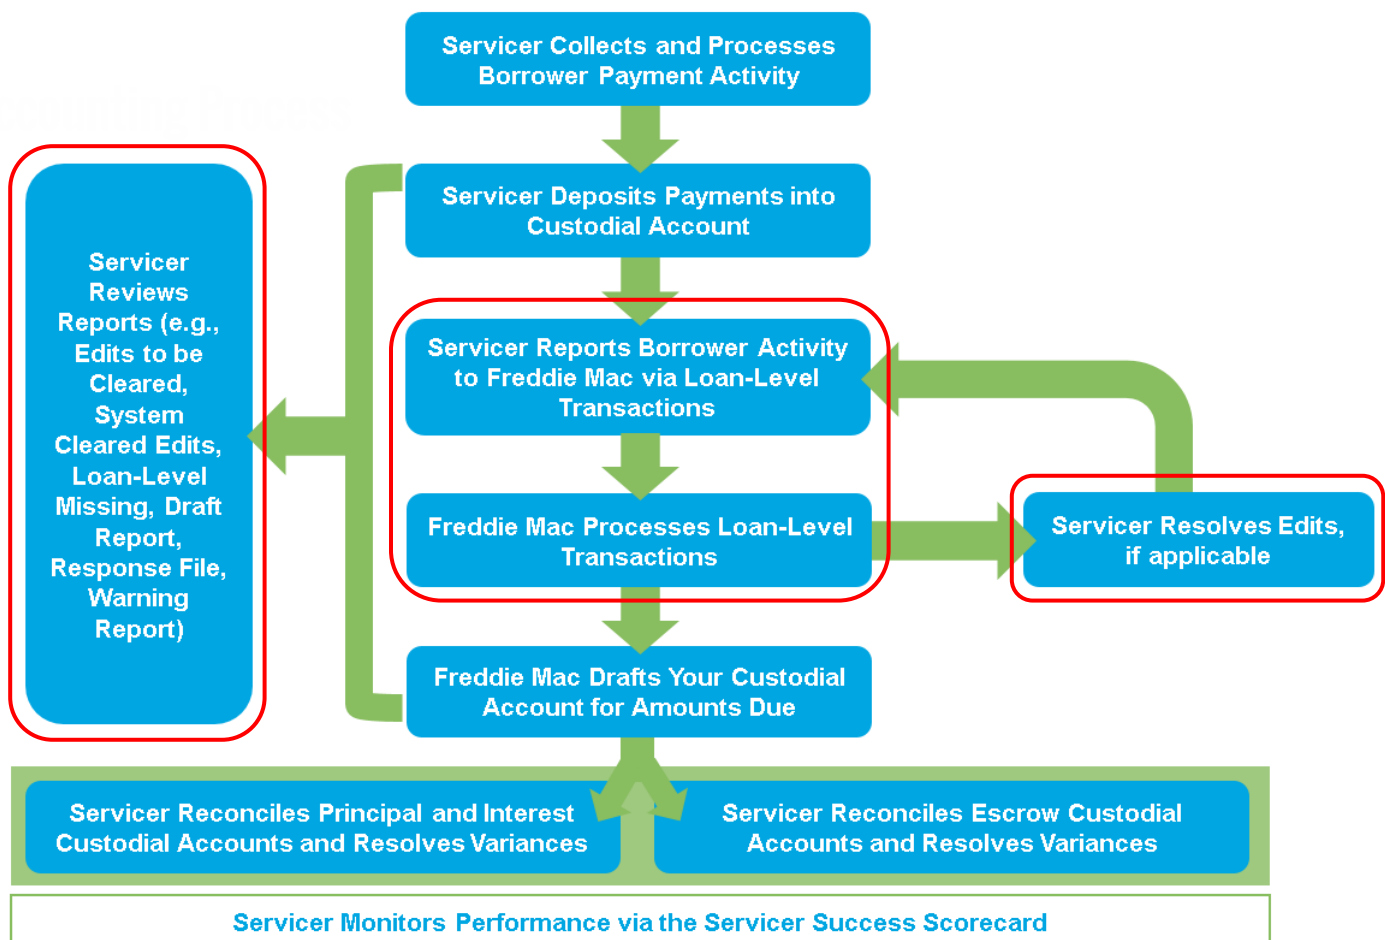 Servicer Collects and Processes
Borrower Payment Activity
Accounting Process
Servicer Deposits Payments into
Custodial Account
Servicer
Reviews
Reports (e.g.,
Edits to be
Cleared,
System
Cleared Edits,
Loan-Level
Missing, Draft
Report,
Response File,
Warning
Report)
Servicer Reports Borrower Activity
to Freddie Mac via Loan-Level
Transactions
Freddie Mac Processes Loan-Level
Transactions
Servicer Resolves Edits,
if applicable
Freddie Mac Drafts Your Custodial
Account for Amounts Due
Servicer Reconciles Principal and Interest
Custodial Accounts and Resolves Variances
Servicer Reconciles Escrow Custodial
Accounts and Resolves Variances
Servicer Monitors Performance via the Servicer Success Scorecard